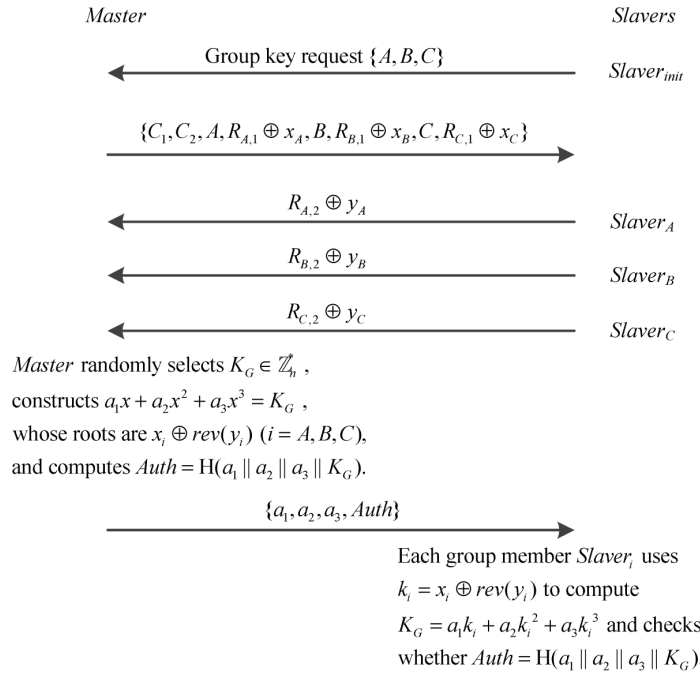 Master Slavers
Group key request {A, B, C}
Slaver_init
{C_1, C_2, A, R_{A,1} ⊕ x_A, B, R_{B,1} ⊕ x_B, C, R_{C,1} ⊕ x_C}
R_{A,2} ⊕ y_A
Slaver_A
R_{B,2} ⊕ y_B
Slaver_B
R_{C,2} ⊕ y_C
Slaver_C
Master randomly selects K_G ∈ ℤ_n^* ,
constructs a_1x + a_2x^2 + a_3x^3 = K_G ,
whose roots are x_i ⊕ rev(y_i) (i = A, B, C),
and computes Auth = H(a_1 || a_2 || a_3 || K_G).
{a_1, a_2, a_3, Auth}
Each group member Slaver_i uses
k_i = x_i ⊕ rev(y_i) to compute
K_G = a_1k_i + a_2k_i^2 + a_3k_i^3 and checks
whether Auth = H(a_1 || a_2 || a_3 || K_G)